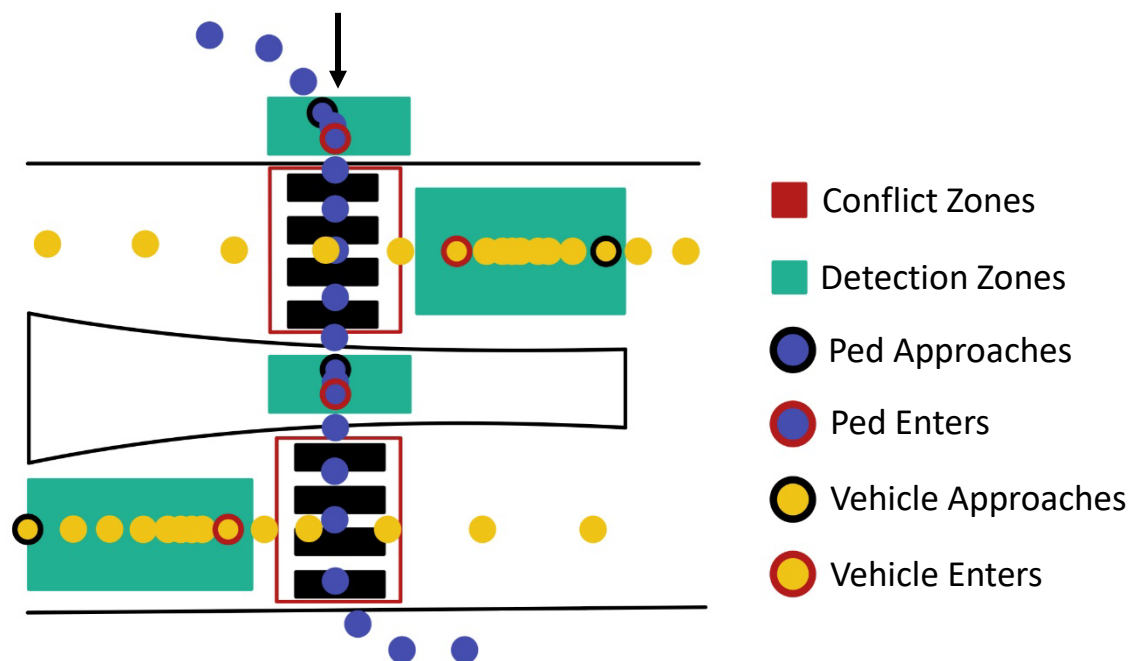 Conflict Zones
Detection Zones
Ped Approaches
Ped Enters
Vehicle Approaches
Vehicle Enters